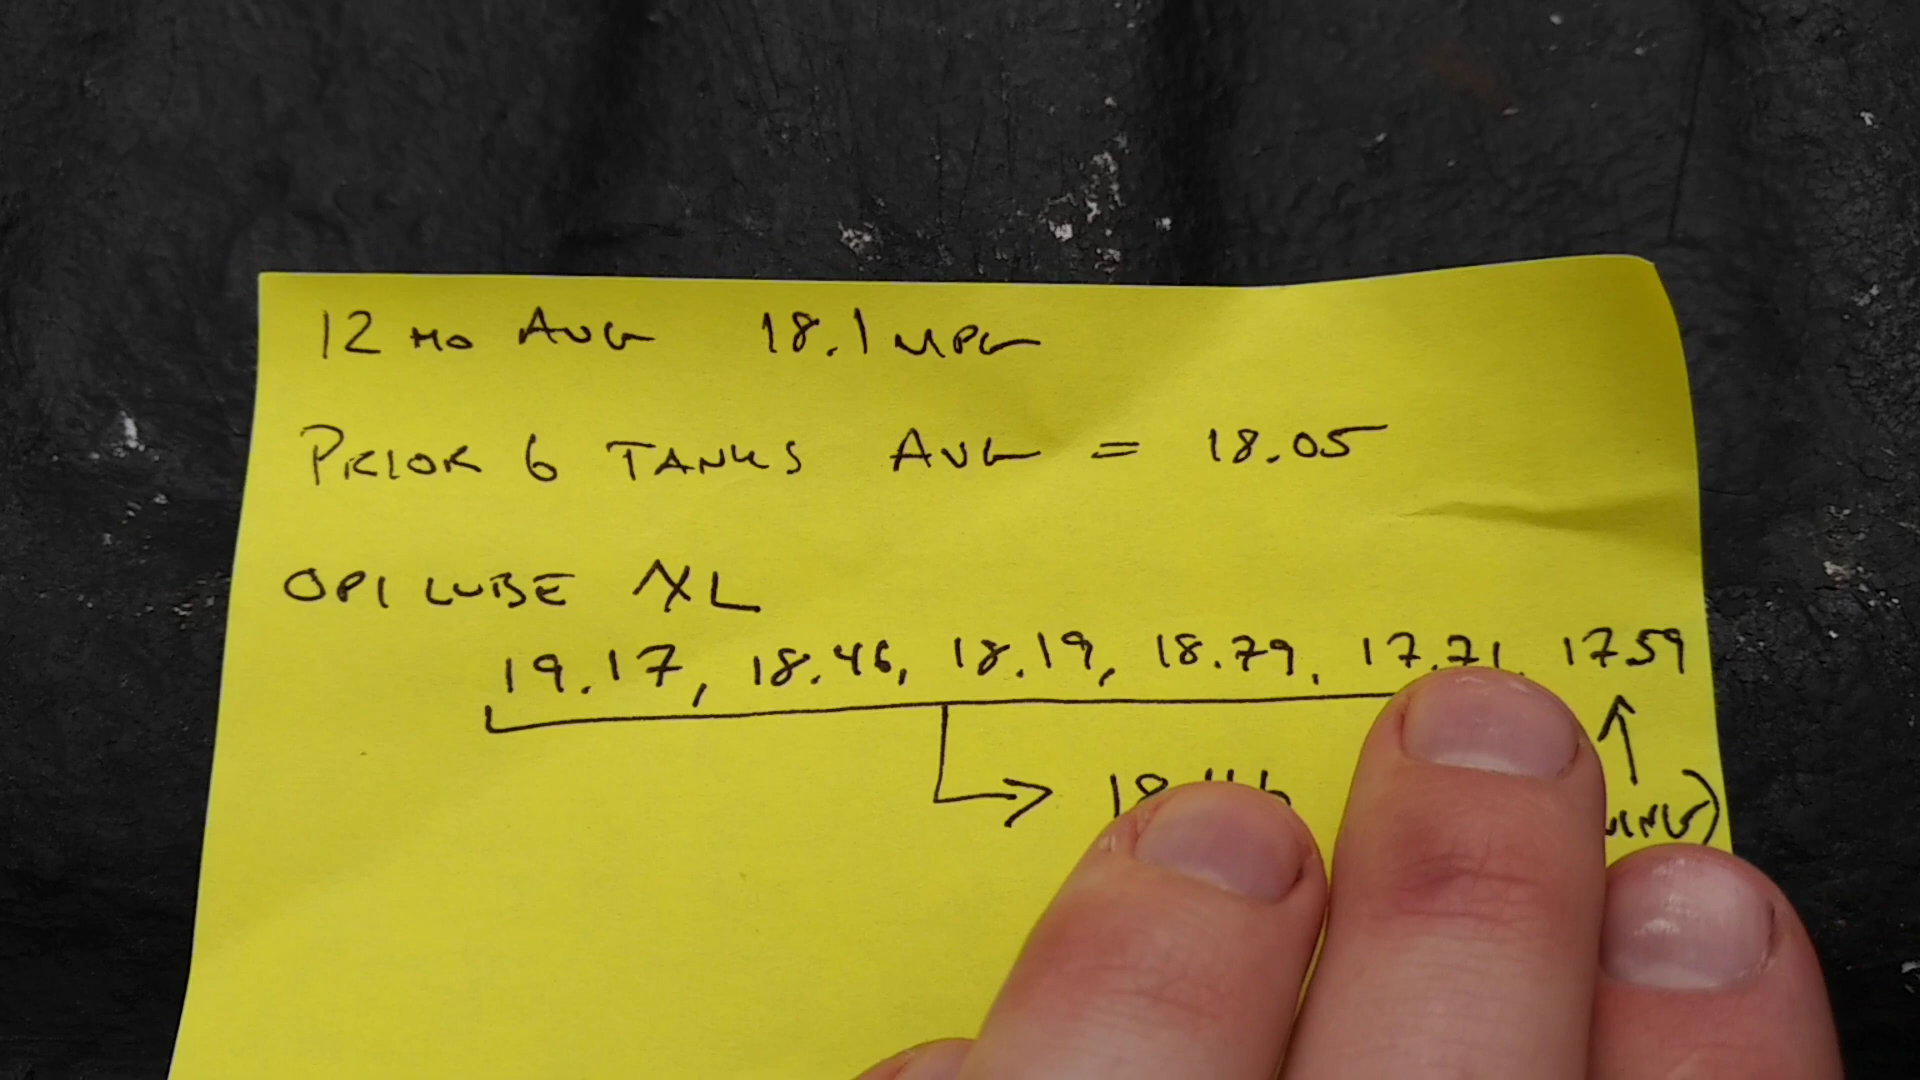 12 MO AVG 18.1 MPG
PRIOR 6 TANKS AVG = 18.05
OPI LUBE XL
19.17, 18.46, 18.19, 18.79, 17.71, 17.59